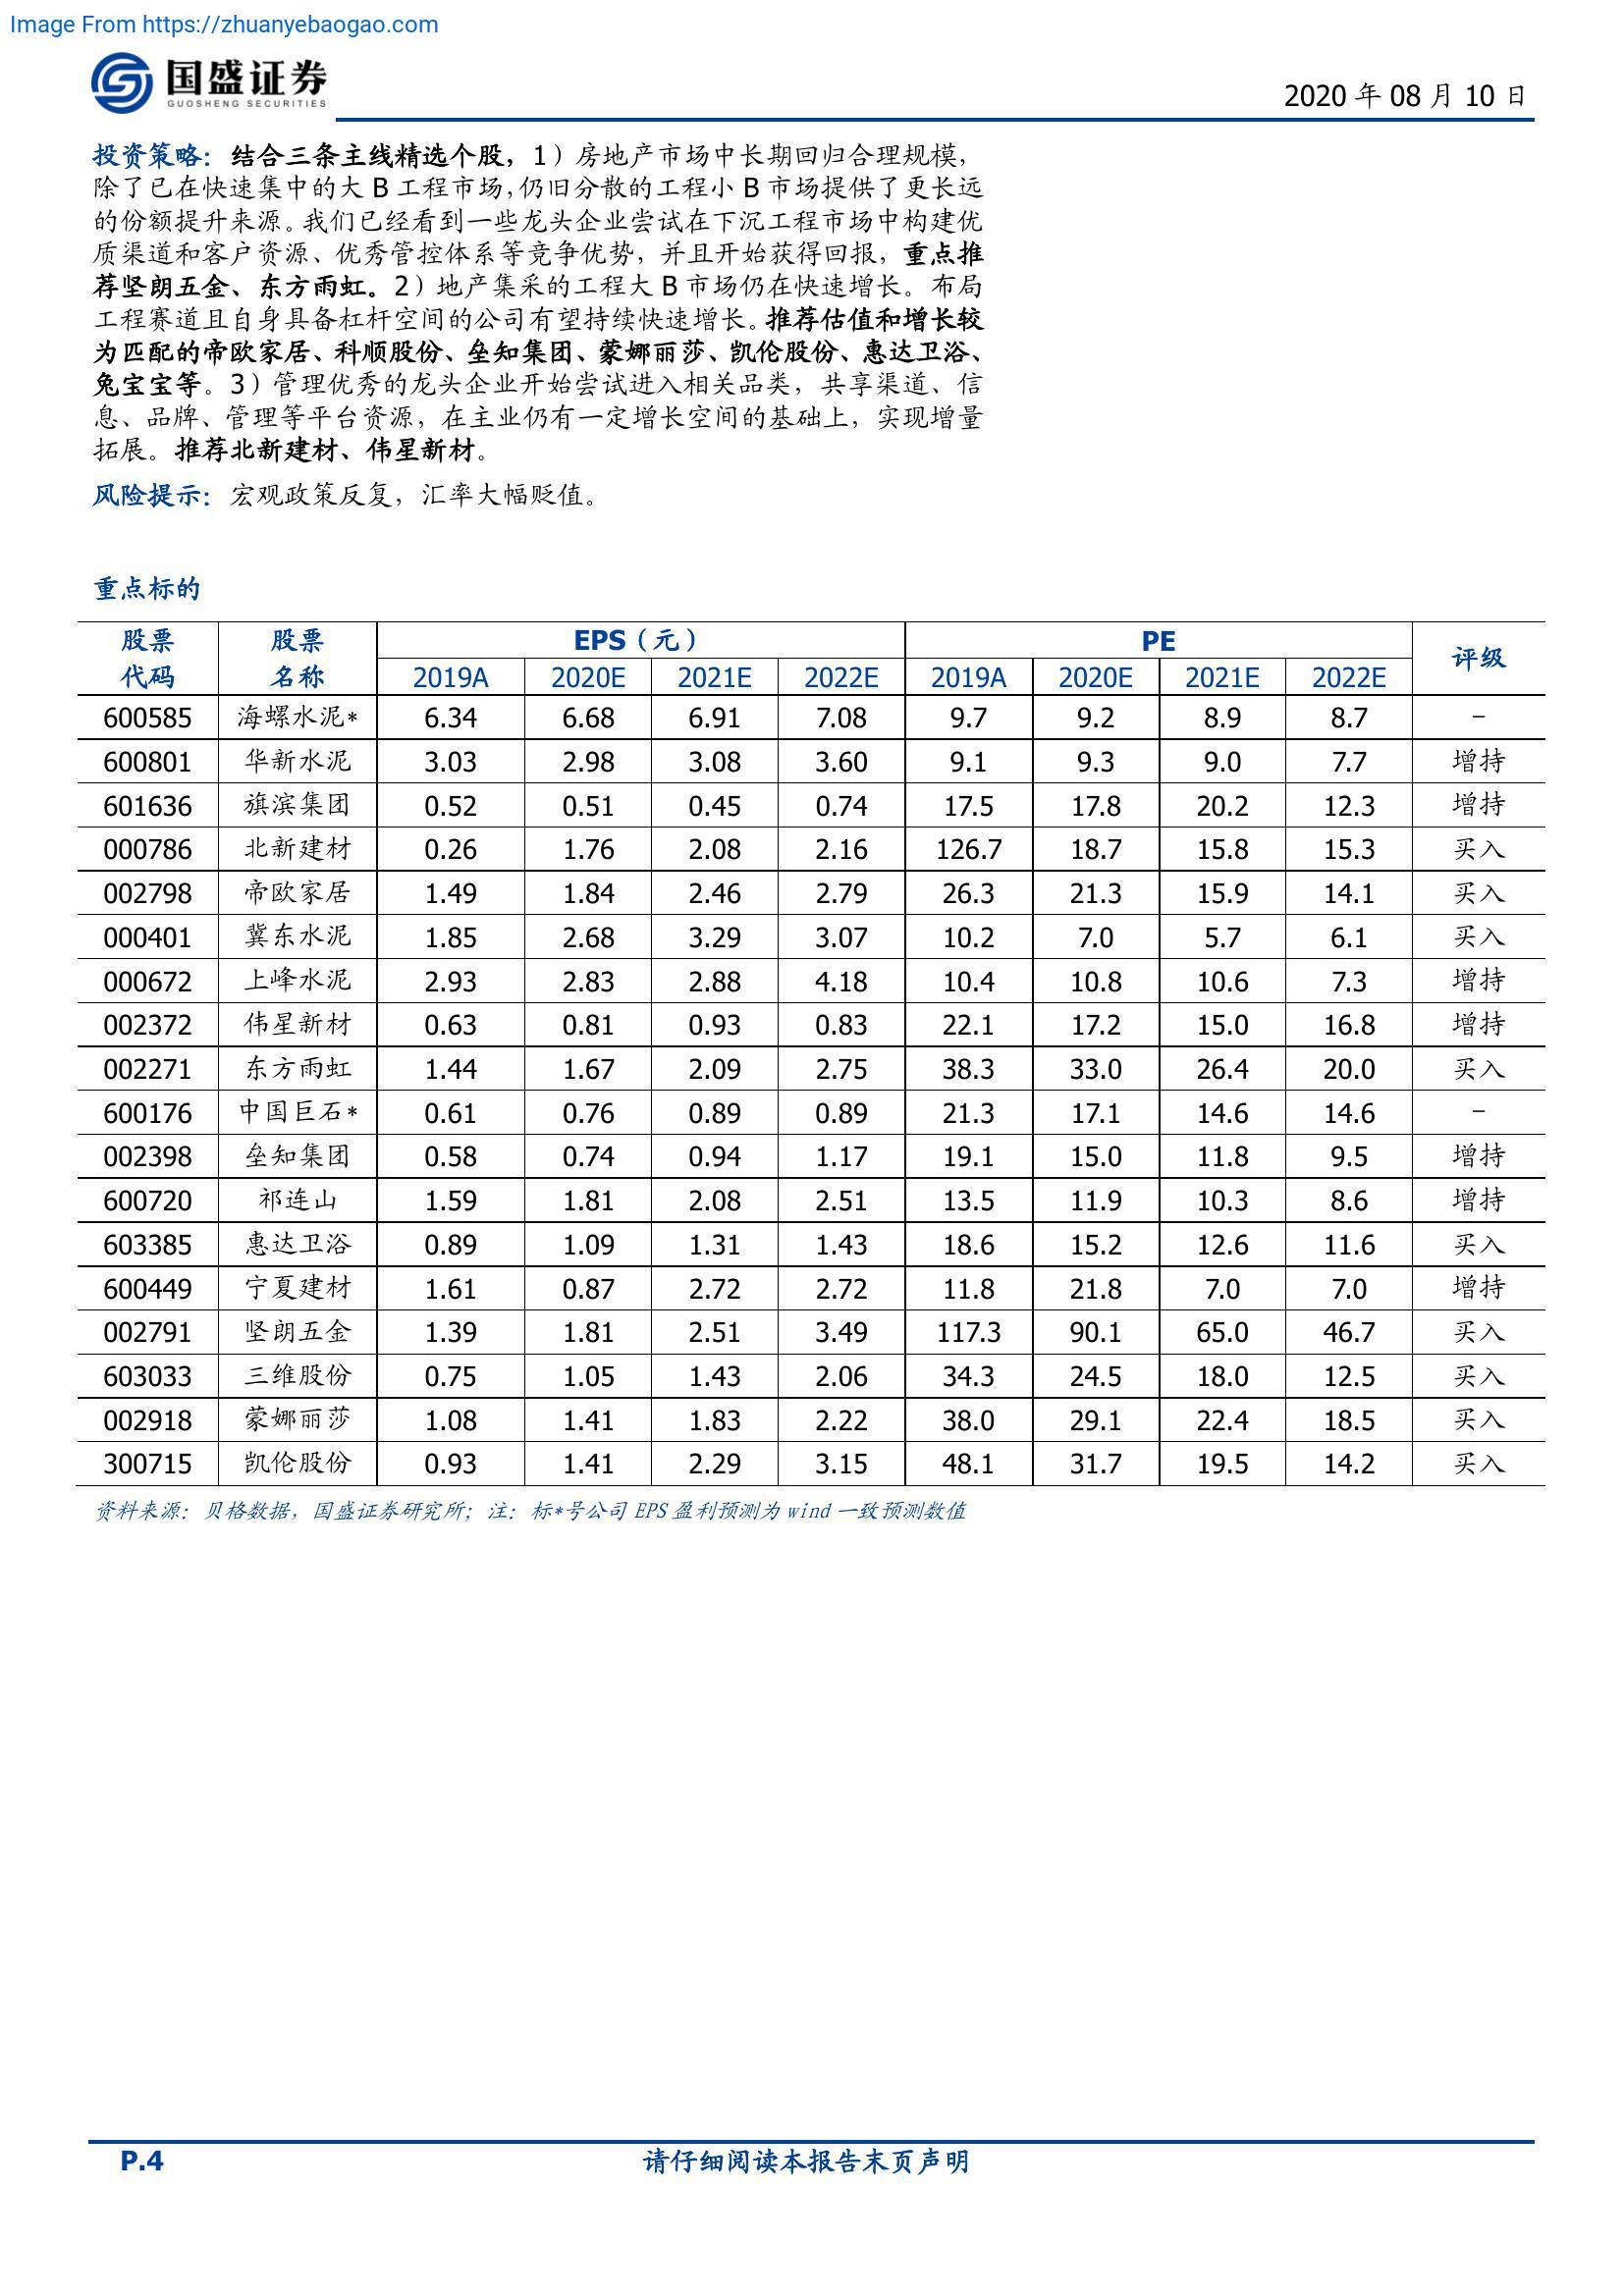 Image From https://zhuanyebaogao.com
国盛证券
GUOSHENG SECURITIES
2020 年 08 月 10 日
投资策略：结合三条主线精选个股，1）房地产市场中长期回归合理规模，
除了已在快速集中的大 B 工程市场，仍旧分散的工程小 B 市场提供了更长远
的份额提升来源。我们已经看到一些龙头企业尝试在下沉工程市场中构建优
质渠道和客户资源、优秀管控体系等竞争优势，并且开始获得回报，重点推
荐坚朗五金、东方雨虹。2）地产集采的工程大 B 市场仍在快速增长。布局
工程赛道且自身具备杠杆空间的公司有望持续快速增长。推荐估值和增长较
为匹配的帝欧家居、科顺股份、垒知集团、蒙娜丽莎、凯伦股份、惠达卫浴、
兔宝宝等。3）管理优秀的龙头企业开始尝试进入相关品类，共享渠道、信
息、品牌、管理等平台资源，在主业仍有一定增长空间的基础上，实现增量
拓展。推荐北新建材、伟星新材。
风险提示：宏观政策反复，汇率大幅贬值。
重点标的
股票 股票 EPS（元） PE 评级
代码 名称 2019A 2020E 2021E 2022E 2019A 2020E 2021E 2022E
600585 海螺水泥* 6.34 6.68 6.91 7.08 9.7 9.2 8.9 8.7 -
600801 华新水泥 3.03 2.98 3.08 3.60 9.1 9.3 9.0 7.7 增持
601636 旗滨集团 0.52 0.51 0.45 0.74 17.5 17.8 20.2 12.3 增持
000786 北新建材 0.26 1.76 2.08 2.16 126.7 18.7 15.8 15.3 买入
002798 帝欧家居 1.49 1.84 2.46 2.79 26.3 21.3 15.9 14.1 买入
000401 冀东水泥 1.85 2.68 3.29 3.07 10.2 7.0 5.7 6.1 买入
000672 上峰水泥 2.93 2.83 2.88 4.18 10.4 10.8 10.6 7.3 增持
002372 伟星新材 0.63 0.81 0.93 0.83 22.1 17.2 15.0 16.8 增持
002271 东方雨虹 1.44 1.67 2.09 2.75 38.3 33.0 26.4 20.0 买入
600176 中国巨石* 0.61 0.76 0.89 0.89 21.3 17.1 14.6 14.6 -
002398 垒知集团 0.58 0.74 0.94 1.17 19.1 15.0 11.8 9.5 增持
600720 祁连山 1.59 1.81 2.08 2.51 13.5 11.9 10.3 8.6 增持
603385 惠达卫浴 0.89 1.09 1.31 1.43 18.6 15.2 12.6 11.6 买入
600449 宁夏建材 1.61 0.87 2.72 2.72 11.8 21.8 7.0 7.0 增持
002791 坚朗五金 1.39 1.81 2.51 3.49 117.3 90.1 65.0 46.7 买入
603033 三维股份 0.75 1.05 1.43 2.06 34.3 24.5 18.0 12.5 买入
002918 蒙娜丽莎 1.08 1.41 1.83 2.22 38.0 29.1 22.4 18.5 买入
300715 凯伦股份 0.93 1.41 2.29 3.15 48.1 31.7 19.5 14.2 买入
资料来源：贝格数据，国盛证券研究所；注：标*号公司 EPS 盈利预测为 wind 一致预测数值
P.4 请仔细阅读本报告末页声明